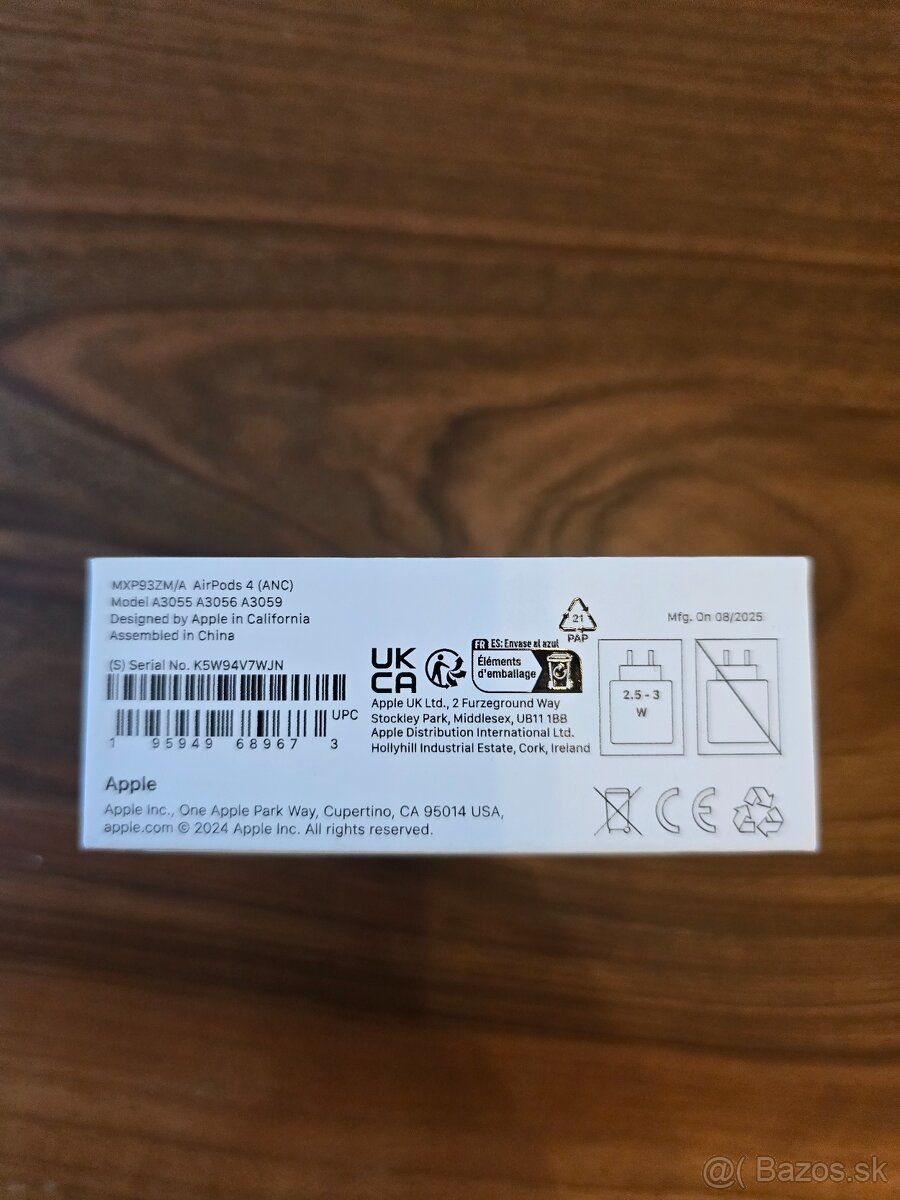 MXP93ZM/A AirPods 4 (ANC)
Model A3055 A3056 A3059
Designed by Apple in California
Assembled in China
(S) Serial No. K5W94V7WJN
UPC
1 95949 68967 3
UK
CA
FR ES: Envase al azul
Éléments
d'emballage
21
PAP
Mfg. On 08/2025
2.5 - 3
W
Apple UK Ltd., 2 Furzeground Way
Stockley Park, Middlesex, UB11 1BB
Apple Distribution International Ltd.
Hollyhill Industrial Estate, Cork, Ireland
Apple
Apple Inc., One Apple Park Way, Cupertino, CA 95014 USA,
apple.com © 2024 Apple Inc. All rights reserved.
CE
@( Bazos.sk